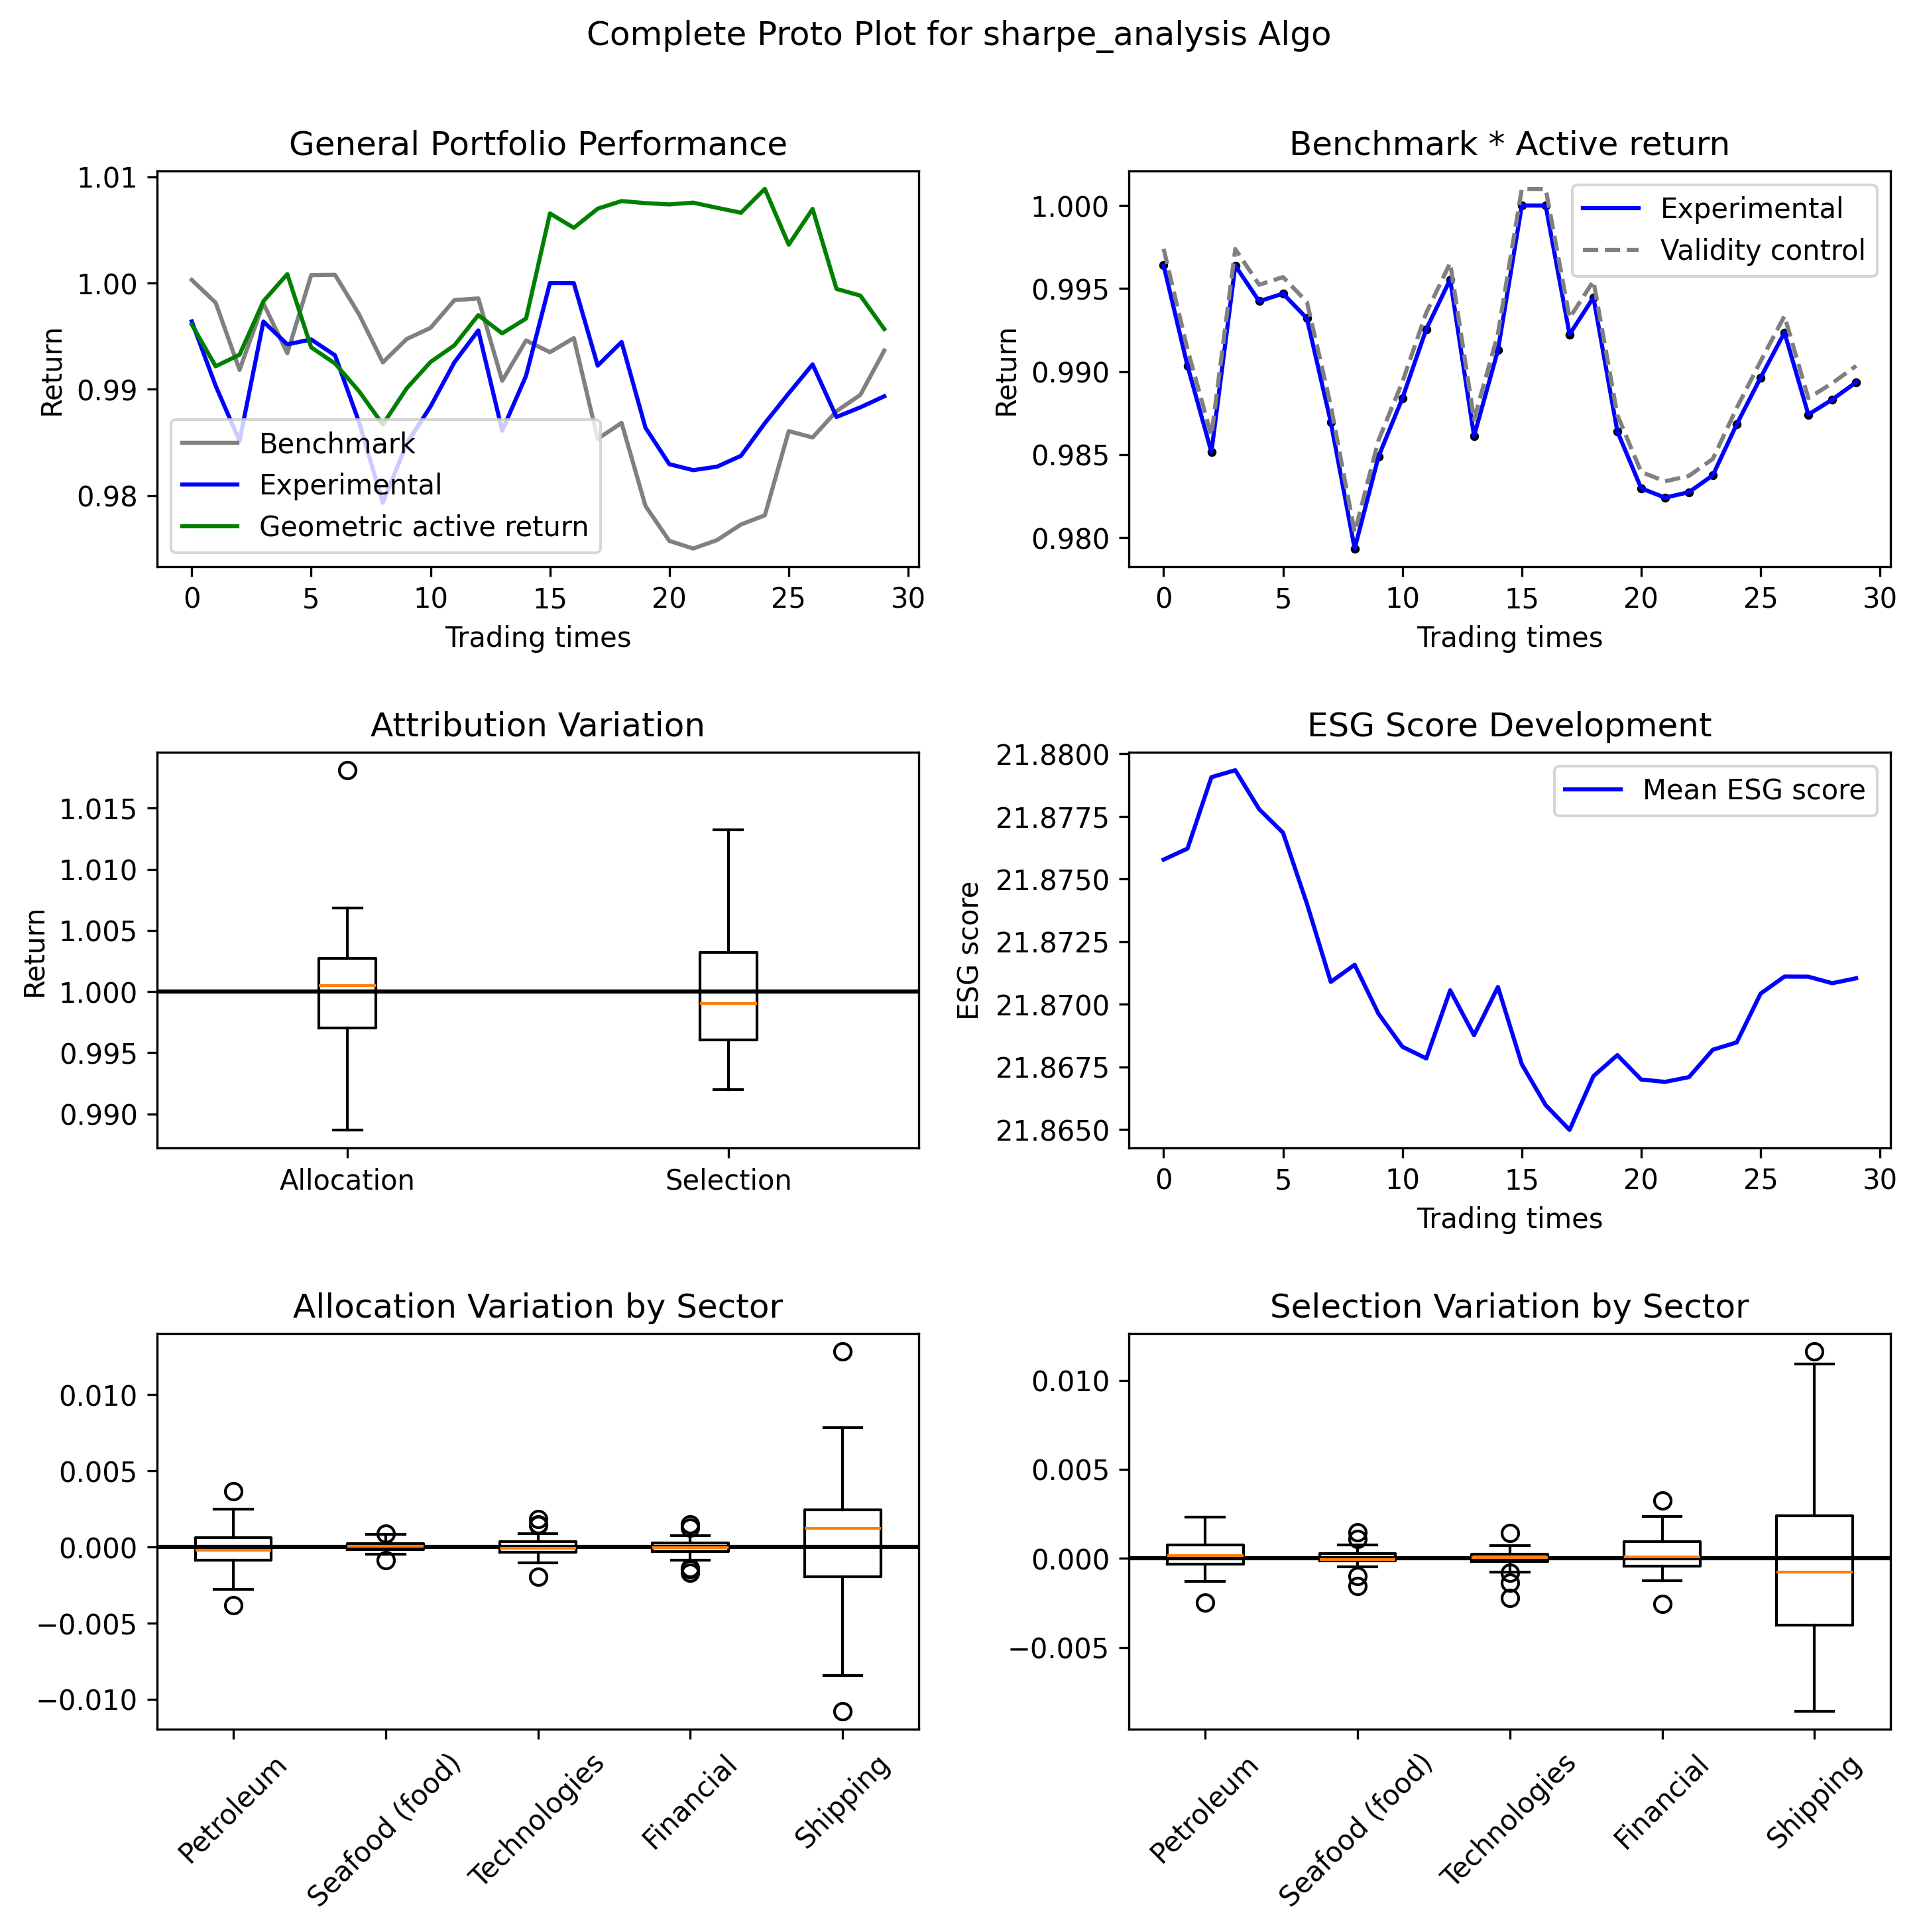 Complete Proto Plot for sharpe_analysis Algo
General Portfolio Performance
1.01
1.00
0.99
0.98
Return
Benchmark
Experimental
Geometric active return
0 5 10 15 20 25 30
Trading times
Benchmark * Active return
1.000
0.995
0.990
0.985
0.980
Return
Experimental
Validity control
0 5 10 15 20 25 30
Trading times
Attribution Variation
1.015
1.010
1.005
1.000
0.995
0.990
Return
Allocation Selection
ESG Score Development
21.8800
21.8775
21.8750
21.8725
21.8700
21.8675
21.8650
ESG score
Mean ESG score
0 5 10 15 20 25 30
Trading times
Allocation Variation by Sector
0.010
0.005
0.000
−0.005
−0.010
Petroleum
Seafood (food)
Technologies
Financial
Shipping
Selection Variation by Sector
0.010
0.005
0.000
−0.005
Petroleum
Seafood (food)
Technologies
Financial
Shipping